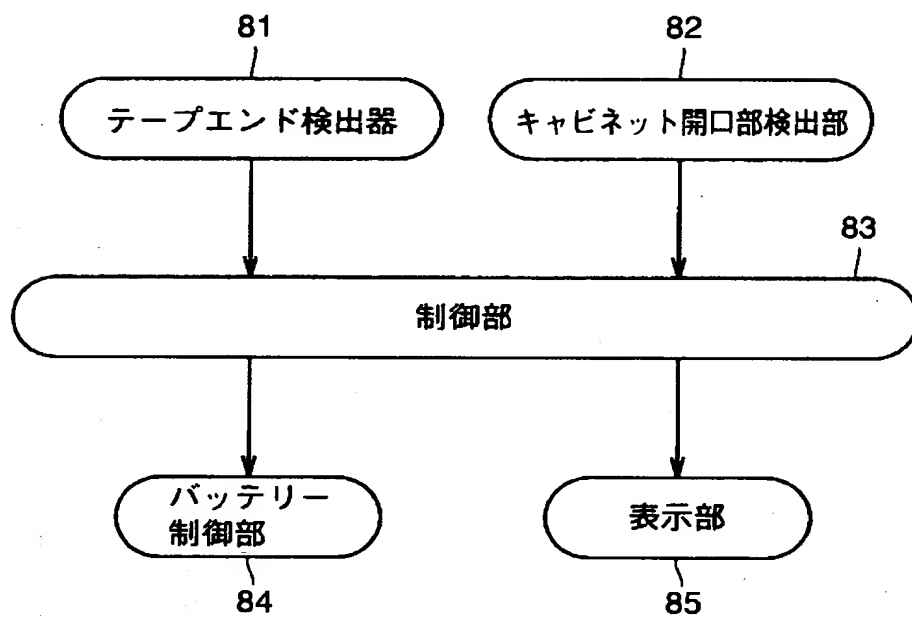 81
82
テープエンド検出器
キャビネット開口部検出部
83
制御部
バッテリー
制御部
表示部
84
85